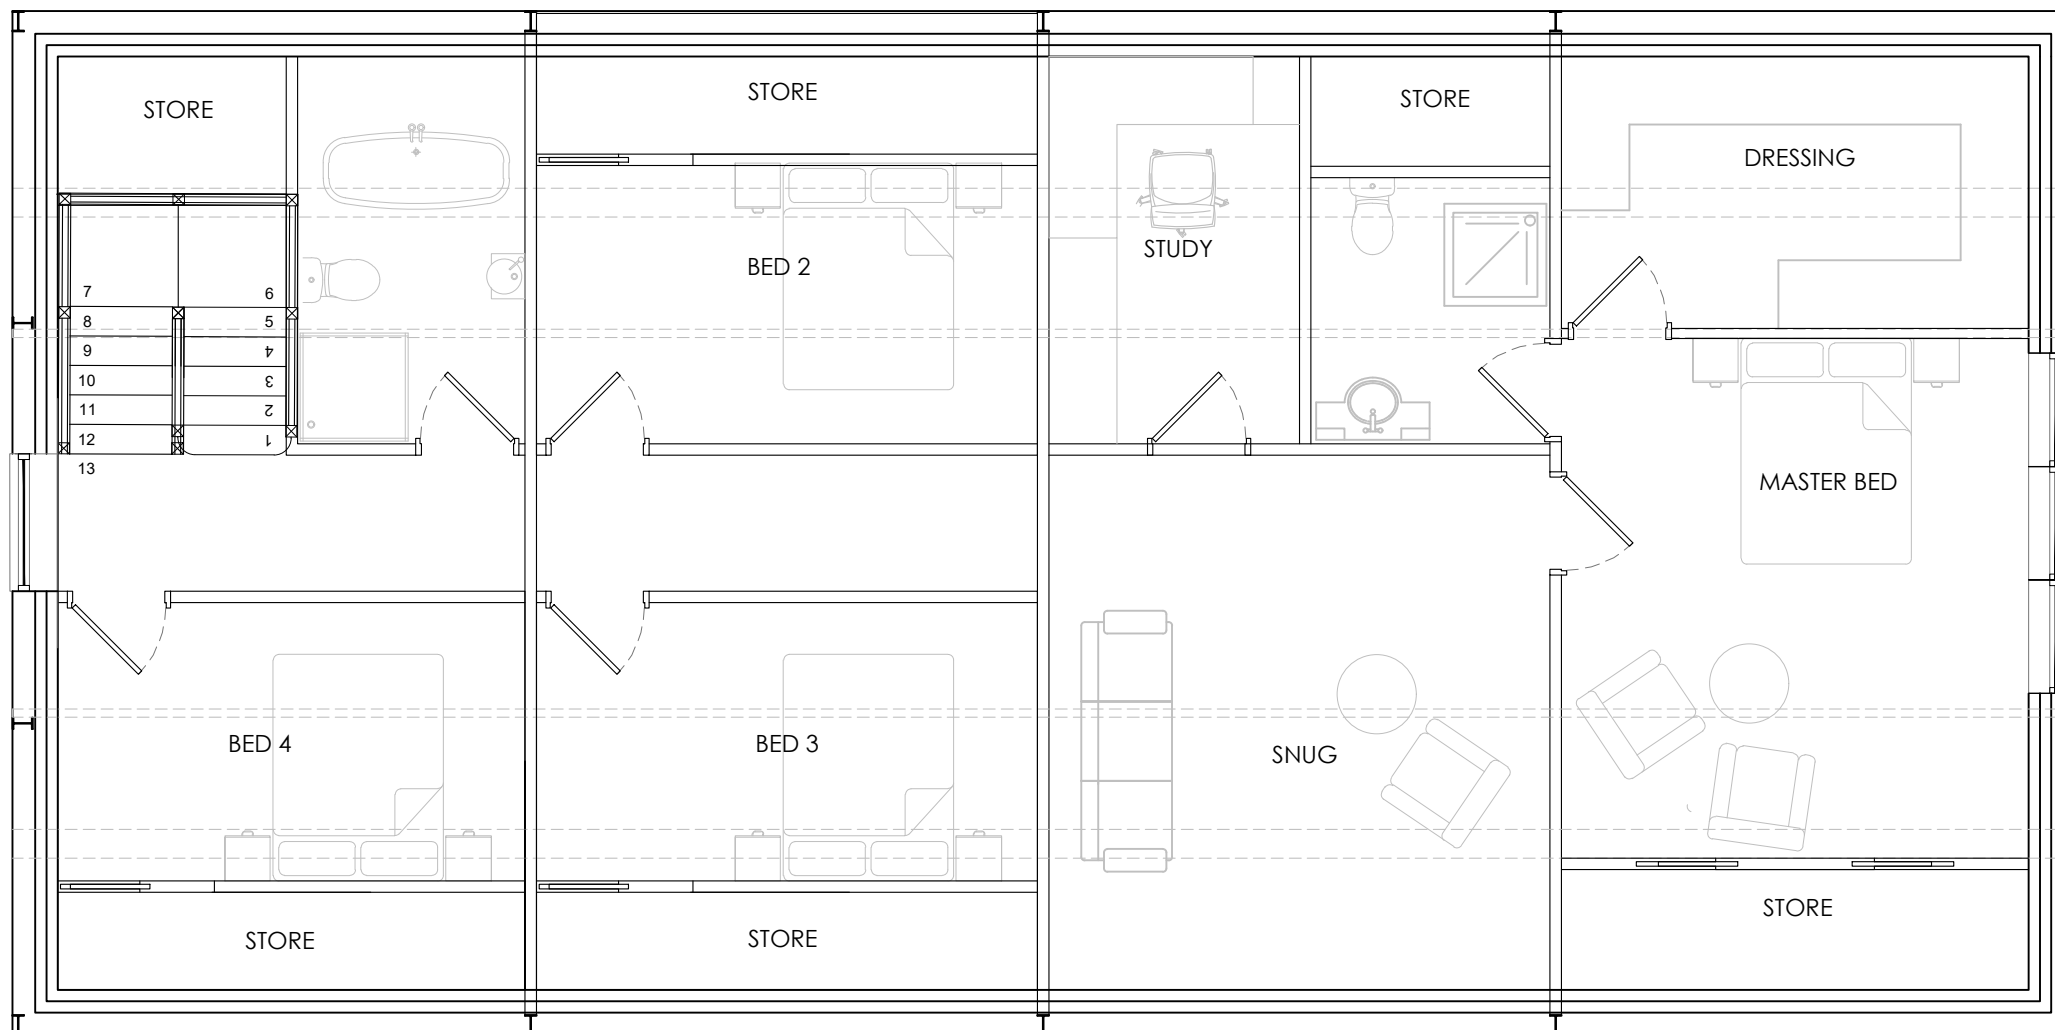 STORE
STORE
STORE
DRESSING
STUDY
BED 2
7
6
8
5
9
4
10
3
11
2
12
1
13
MASTER BED
BED 4
BED 3
SNUG
STORE
STORE
STORE